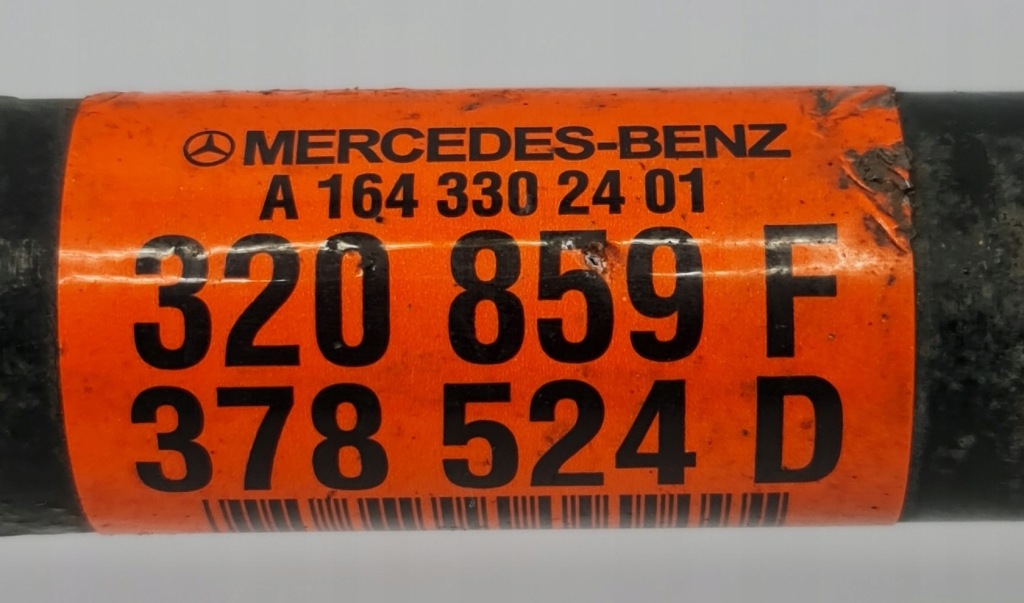 MERCEDES-BENZ
A 164 330 24 01
320 859 F
378 524 D